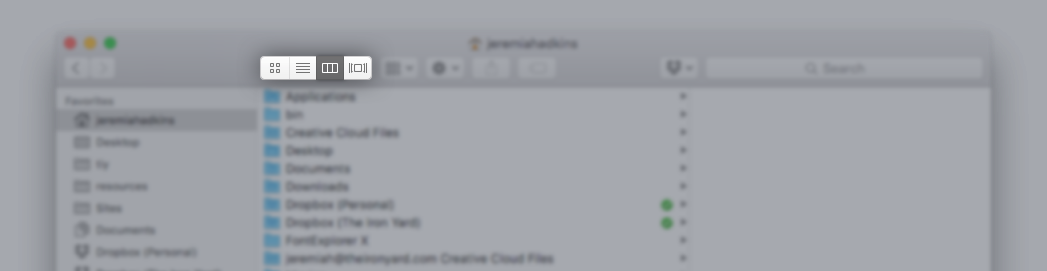 jeremiahadkins
Search
Favorites
jeremiahadkins
Desktop
tiy
resources
Sites
Documents
Dropbox (Personal)
Applications
bin
Creative Cloud Files
Desktop
Documents
Downloads
Dropbox (Personal)
Dropbox (The Iron Yard)
FontExplorer X
jeremiah@theironyard.com Creative Cloud Files